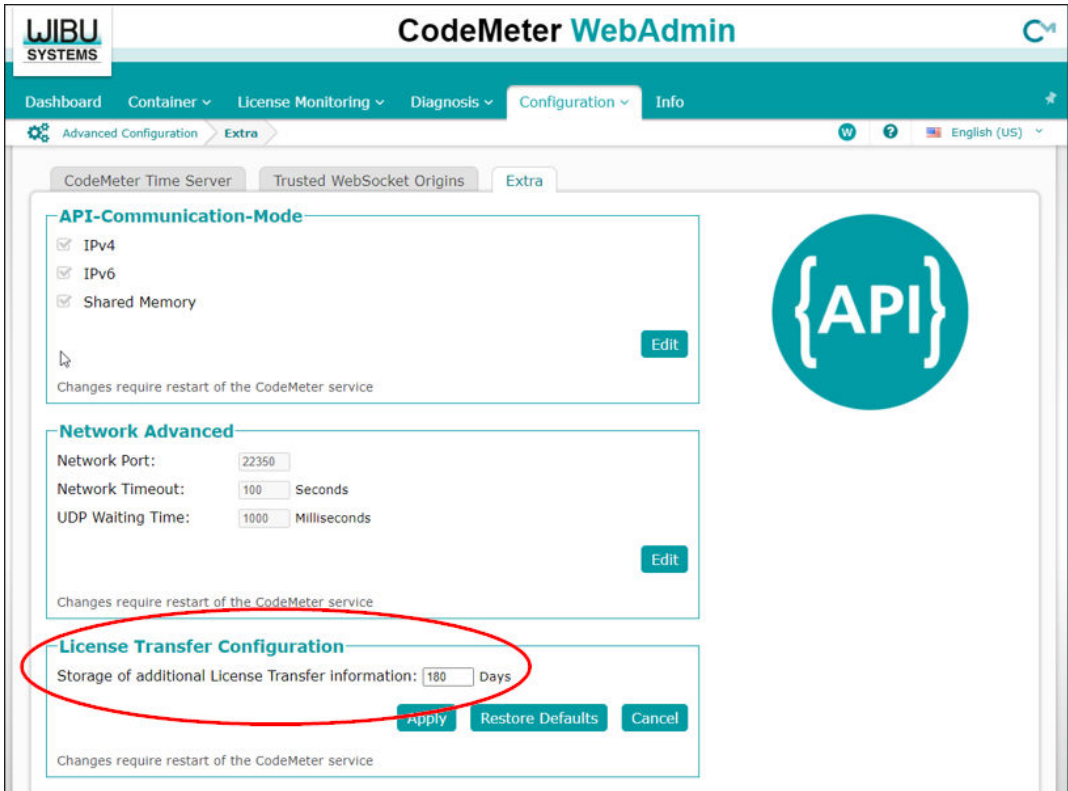 WIBU
SYSTEMS
CodeMeter WebAdmin
CM
Dashboard Container License Monitoring Diagnosis Configuration Info
Advanced Configuration Extra W ? English (US)
CodeMeter Time Server Trusted WebSocket Origins Extra
API-Communication-Mode
IPv4
IPv6
Shared Memory
{API}
Edit
Changes require restart of the CodeMeter service
Network Advanced
Network Port: 22350
Network Timeout: 100 Seconds
UDP Waiting Time: 1000 Milliseconds
Edit
Changes require restart of the CodeMeter service
License Transfer Configuration
Storage of additional License Transfer information: 180 Days
Apply Restore Defaults Cancel
Changes require restart of the CodeMeter service